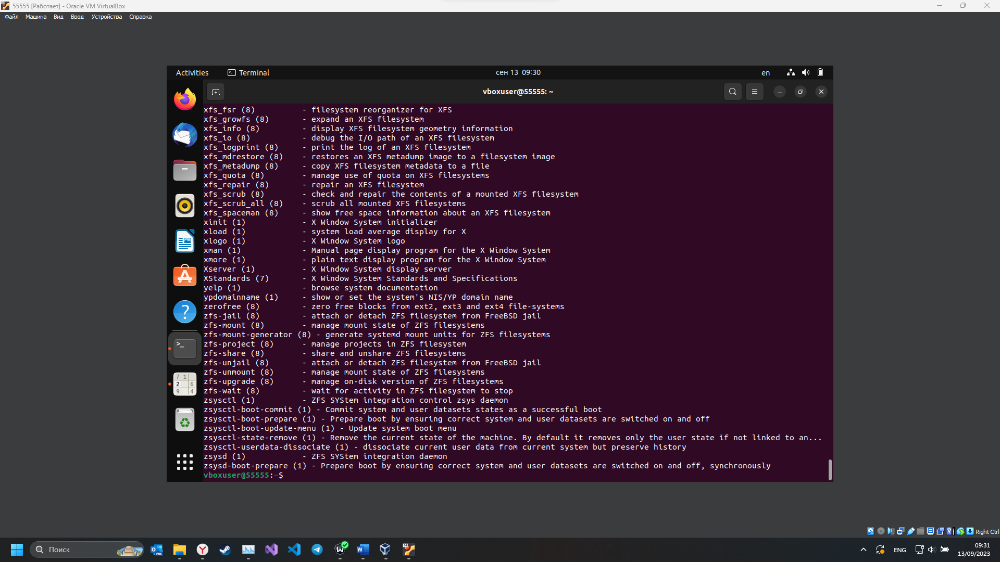 55555 [Работает] - Oracle VM VirtualBox
Файл Машина Вид Ввод Устройства Справка
Activities Terminal сен 13 09:30 en
vboxuser@55555: ~
xfs_fsr (8) - filesystem reorganizer for XFS
xfs_growfs (8) - expand an XFS filesystem
xfs_info (8) - display XFS filesystem geometry information
xfs_io (8) - debug the I/O path of an XFS filesystem
xfs_logprint (8) - print the log of an XFS filesystem
xfs_mdrestore (8) - restores an XFS metadump image to a filesystem image
xfs_metadump (8) - copy XFS filesystem metadata to a file
xfs_quota (8) - manage use of quota on XFS filesystems
xfs_repair (8) - repair an XFS filesystem
xfs_scrub (8) - check and repair the contents of a mounted XFS filesystem
xfs_scrub_all (8) - scrub all mounted XFS filesystems
xfs_spaceman (8) - show free space information about an XFS filesystem
xinit (1) - X Window System initializer
xload (1) - system load average display for X
xlogo (1) - X Window System logo
xman (1) - Manual page display program for the X Window System
xmore (1) - plain text display program for the X Window System
Xserver (1) - X Window System display server
XStandards (7) - X Window System Standards and Specifications
yelp (1) - browse system documentation
ypdomainname (1) - show or set the system's NIS/YP domain name
zerofree (8) - zero free blocks from ext2, ext3 and ext4 file-systems
zfs-jail (8) - attach or detach ZFS filesystem from FreeBSD jail
zfs-mount (8) - manage mount state of ZFS filesystems
zfs-mount-generator (8) - generate systemd mount units for ZFS filesystems
zfs-project (8) - manage projects in ZFS filesystem
zfs-share (8) - share and unshare ZFS filesystems
zfs-unjail (8) - attach or detach ZFS filesystem from FreeBSD jail
zfs-unmount (8) - manage mount state of ZFS filesystems
zfs-upgrade (8) - manage on-disk version of ZFS filesystems
zfs-wait (8) - wait for activity in ZFS filesystem to stop
zsysctl (1) - ZFS SYStem integration control zsys daemon
zsysctl-boot-commit (1) - Commit system and user datasets states as a successful boot
zsysctl-boot-prepare (1) - Prepare boot by ensuring correct system and user datasets are switched on and off
zsysctl-boot-update-menu (1) - Update system boot menu
zsysctl-state-remove (1) - Remove the current state of the machine. By default it removes only the user state if not linked to an...
zsysctl-userdata-dissociate (1) - dissociate current user data from current system but preserve history
zsysd (1) - ZFS SYStem integration daemon
zsysd-boot-prepare (1) - Prepare boot by ensuring correct system and user datasets are switched on and off, synchronously
vboxuser@55555:~$
Right Ctrl
Поиск
ENG
09:31
13/09/2023